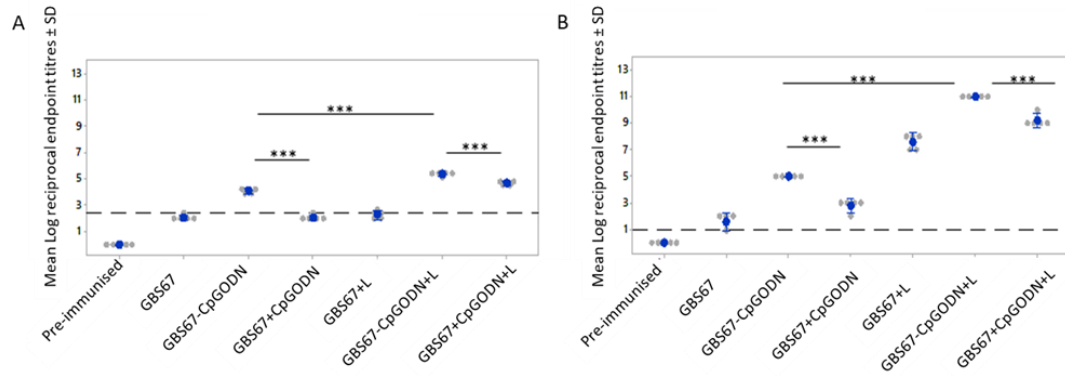 A
Mean Log reciprocal endpoint titres ± SD
13
11
9
7
5
3
1
***
***
***
Pre-immunised
GBS67
GBS67-CpGODN
GBS67+CpGODN
GBS67+L
GBS67-CpGODN+L
GBS67+CpGODN+L
B
Mean Log reciprocal endpoint titres ± SD
13
11
9
7
5
3
1
***
***
***
Pre-immunised
GBS67
GBS67-CpGODN
GBS67+CpGODN
GBS67+L
GBS67-CpGODN+L
GBS67+CpGODN+L